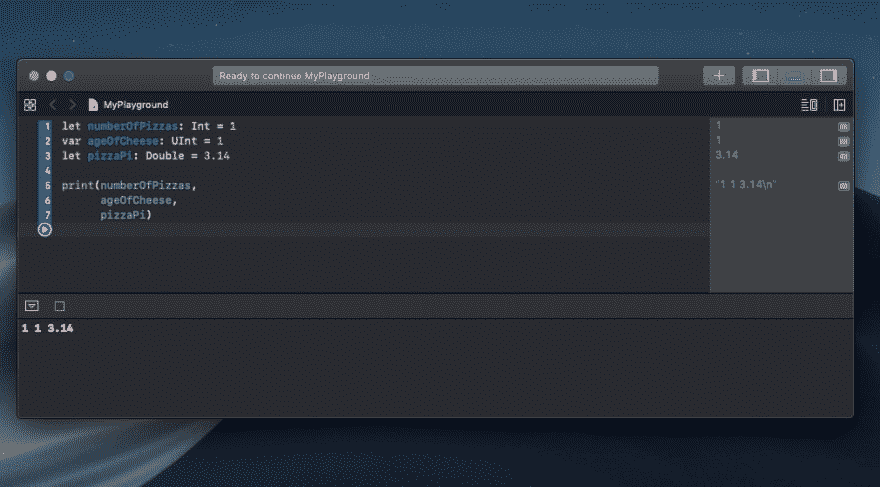 Ready to continue MyPlayground
MyPlayground
1 let numberOfPizzas: Int = 1
2 var ageOfCheese: UInt = 1
3 let pizzaPi: Double = 3.14
4
5 print(numberOfPizzas,
6 ageOfCheese,
7 pizzaPi)
1
1
3.14
"1 1 3.14\n"
1 1 3.14